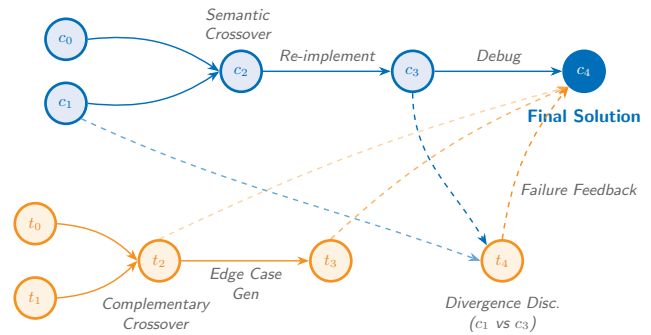 Semantic
Crossover
c0
c1
c2
Re-implement
c3
Debug
c4
Final Solution
Failure Feedback
t0
t1
t2
Edge Case
Gen
t3
t4
Complementary
Crossover
Divergence Disc.
(c1 vs c3)